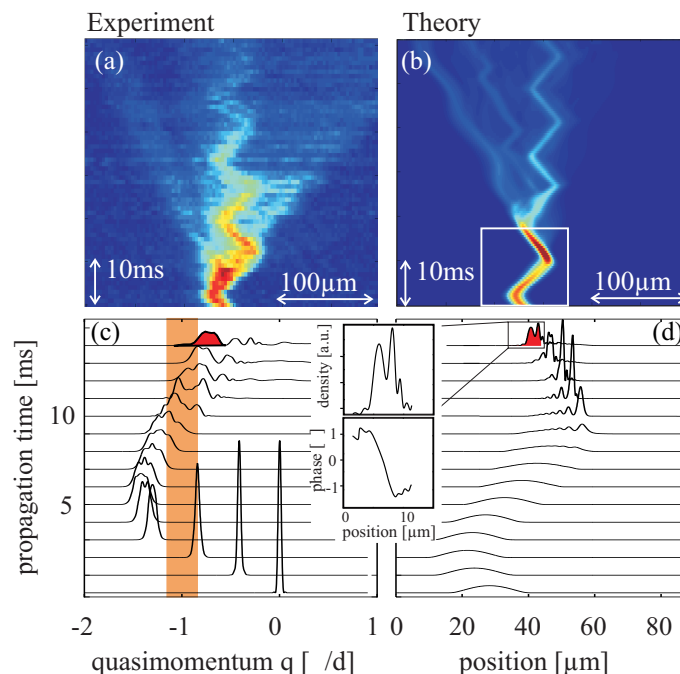 Experiment Theory
(a) (b)
10ms 100µm 10ms 100µm
(c) (d)
propagation time [ms]
10
5
density [a.u.]
phase [ ]
1
0
-1
0 10
position [µm]
-2 -1 0 1 0 20 40 60 80
quasimomentum q [ /d] position [µm]